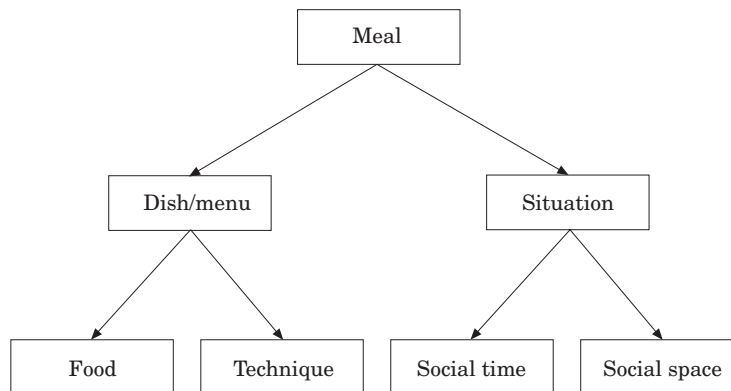 Meal
Dish/menu
Situation
Food
Technique
Social time
Social space